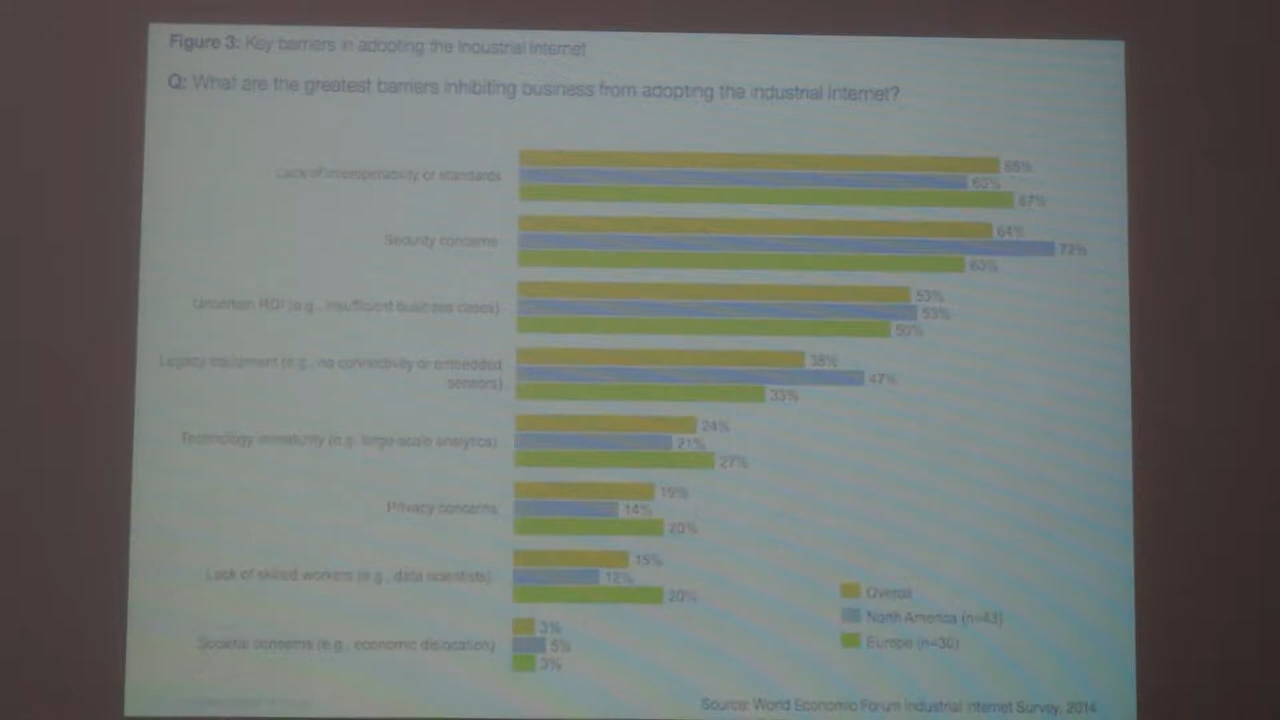 Figure 3: Key barriers in adopting the Industrial Internet
Q: What are the greatest barriers inhibiting business from adopting the industrial internet?
Lack of interoperability or standards
65%
63%
67%
Security concerns
64%
72%
60%
Uncertain ROI (e.g., insufficient business cases)
53%
53%
50%
Legacy equipment (e.g., no connectivity or embedded
sensors)
38%
47%
33%
Technology immaturity (e.g. large-scale analytics)
24%
21%
27%
Privacy concerns
19%
14%
20%
Lack of skilled workers (e.g., data scientists)
15%
12%
20%
Societal concerns (e.g., economic dislocation)
3%
5%
3%
Overall
North America (n=43)
Europe (n=30)
Source: World Economic Forum Industrial Internet Survey, 2014